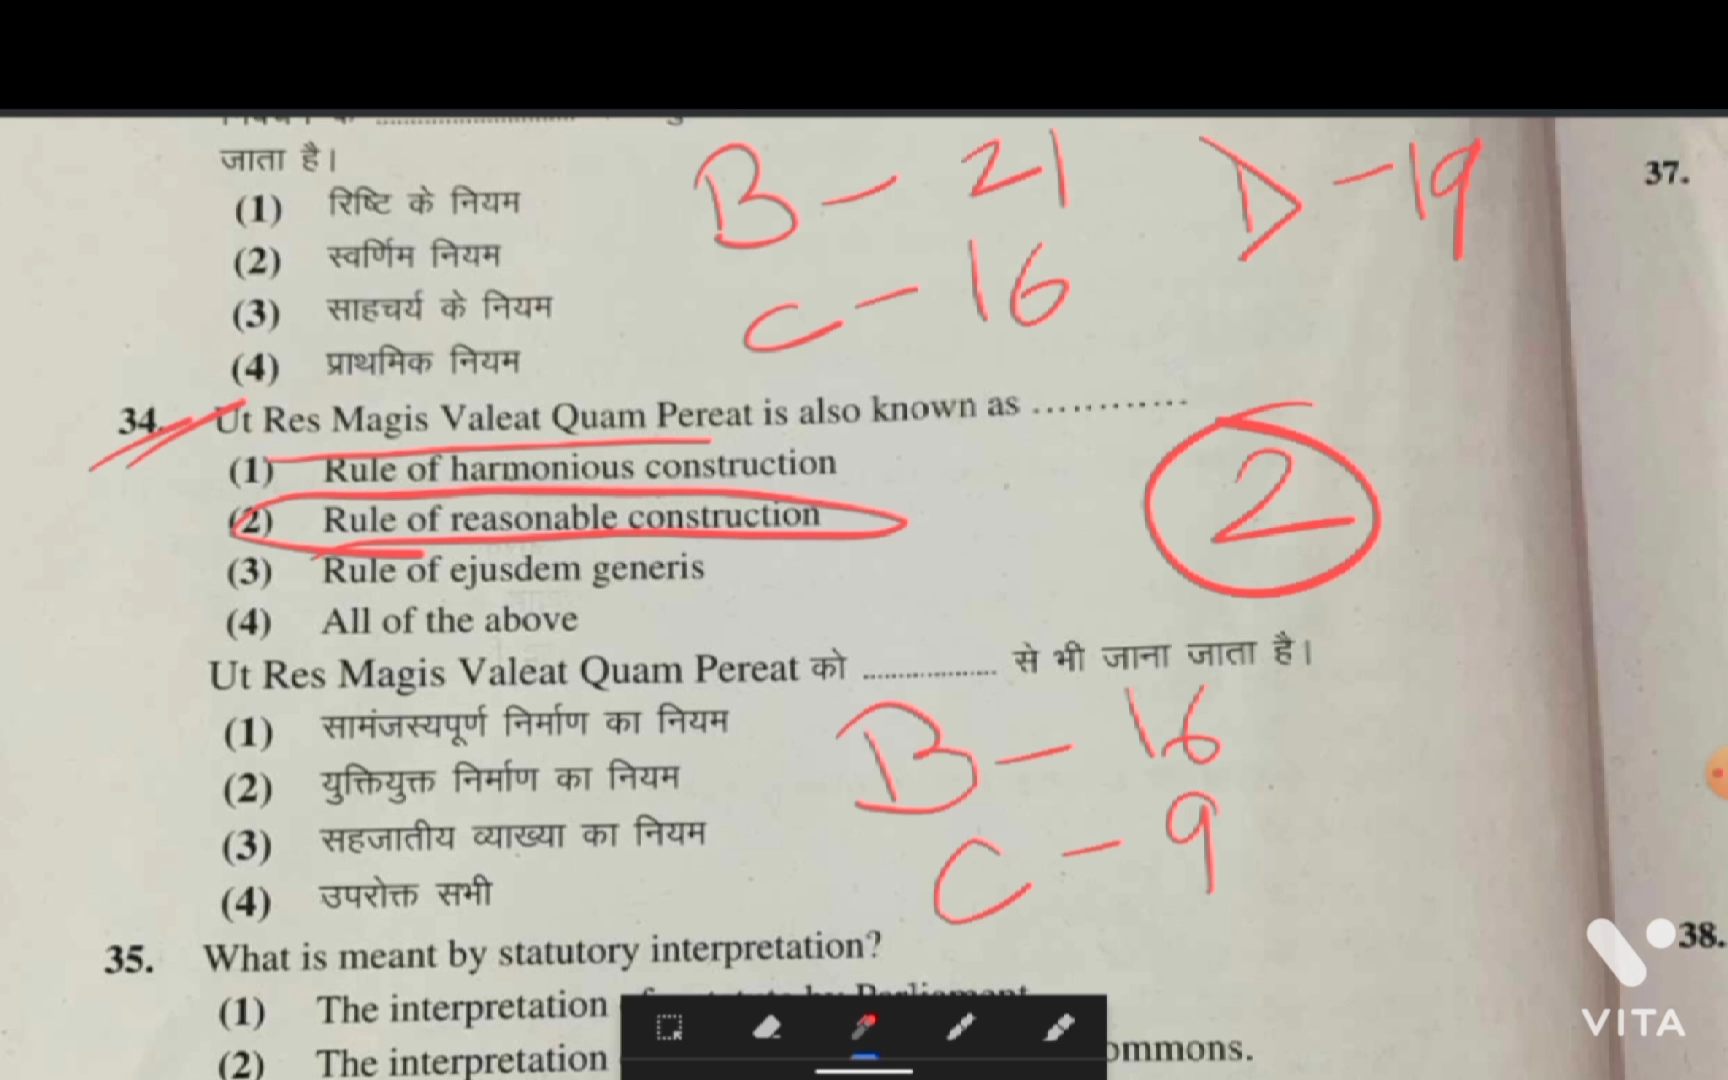 जाता है।
(1) रिष्टि के नियम
(2) स्वर्णिम नियम
(3) साहचर्य के नियम
(4) प्राथमिक नियम
B - 21
C - 16
D - 19
37.
34. Ut Res Magis Valeat Quam Pereat is also known as ............
(1) Rule of harmonious construction
(2) Rule of reasonable construction
(3) Rule of ejusdem generis
(4) All of the above
2
Ut Res Magis Valeat Quam Pereat को ................ से भी जाना जाता है।
(1) सामंजस्यपूर्ण निर्माण का नियम
(2) युक्तियुक्त निर्माण का नियम
(3) सहजातीय व्याख्या का नियम
(4) उपरोक्त सभी
B - 16
C - 9
35. What is meant by statutory interpretation?
(1) The interpretation
(2) The interpretation
38.
VITA